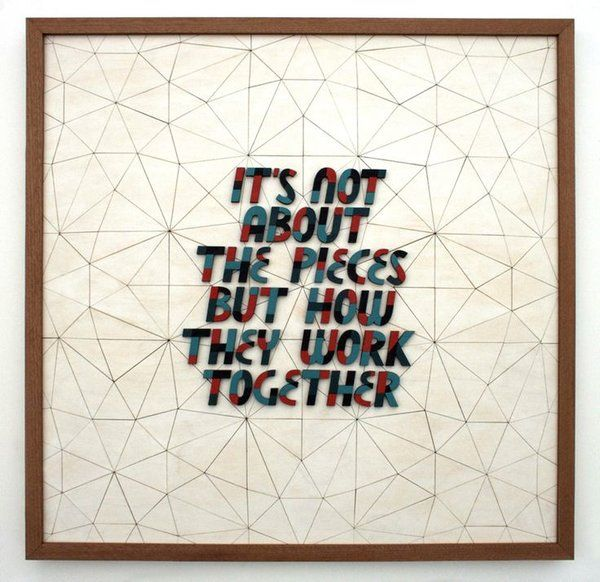 IT'S NOT
ABOUT
THE PIECES
BUT HOW
THEY WORK
TOGETHER